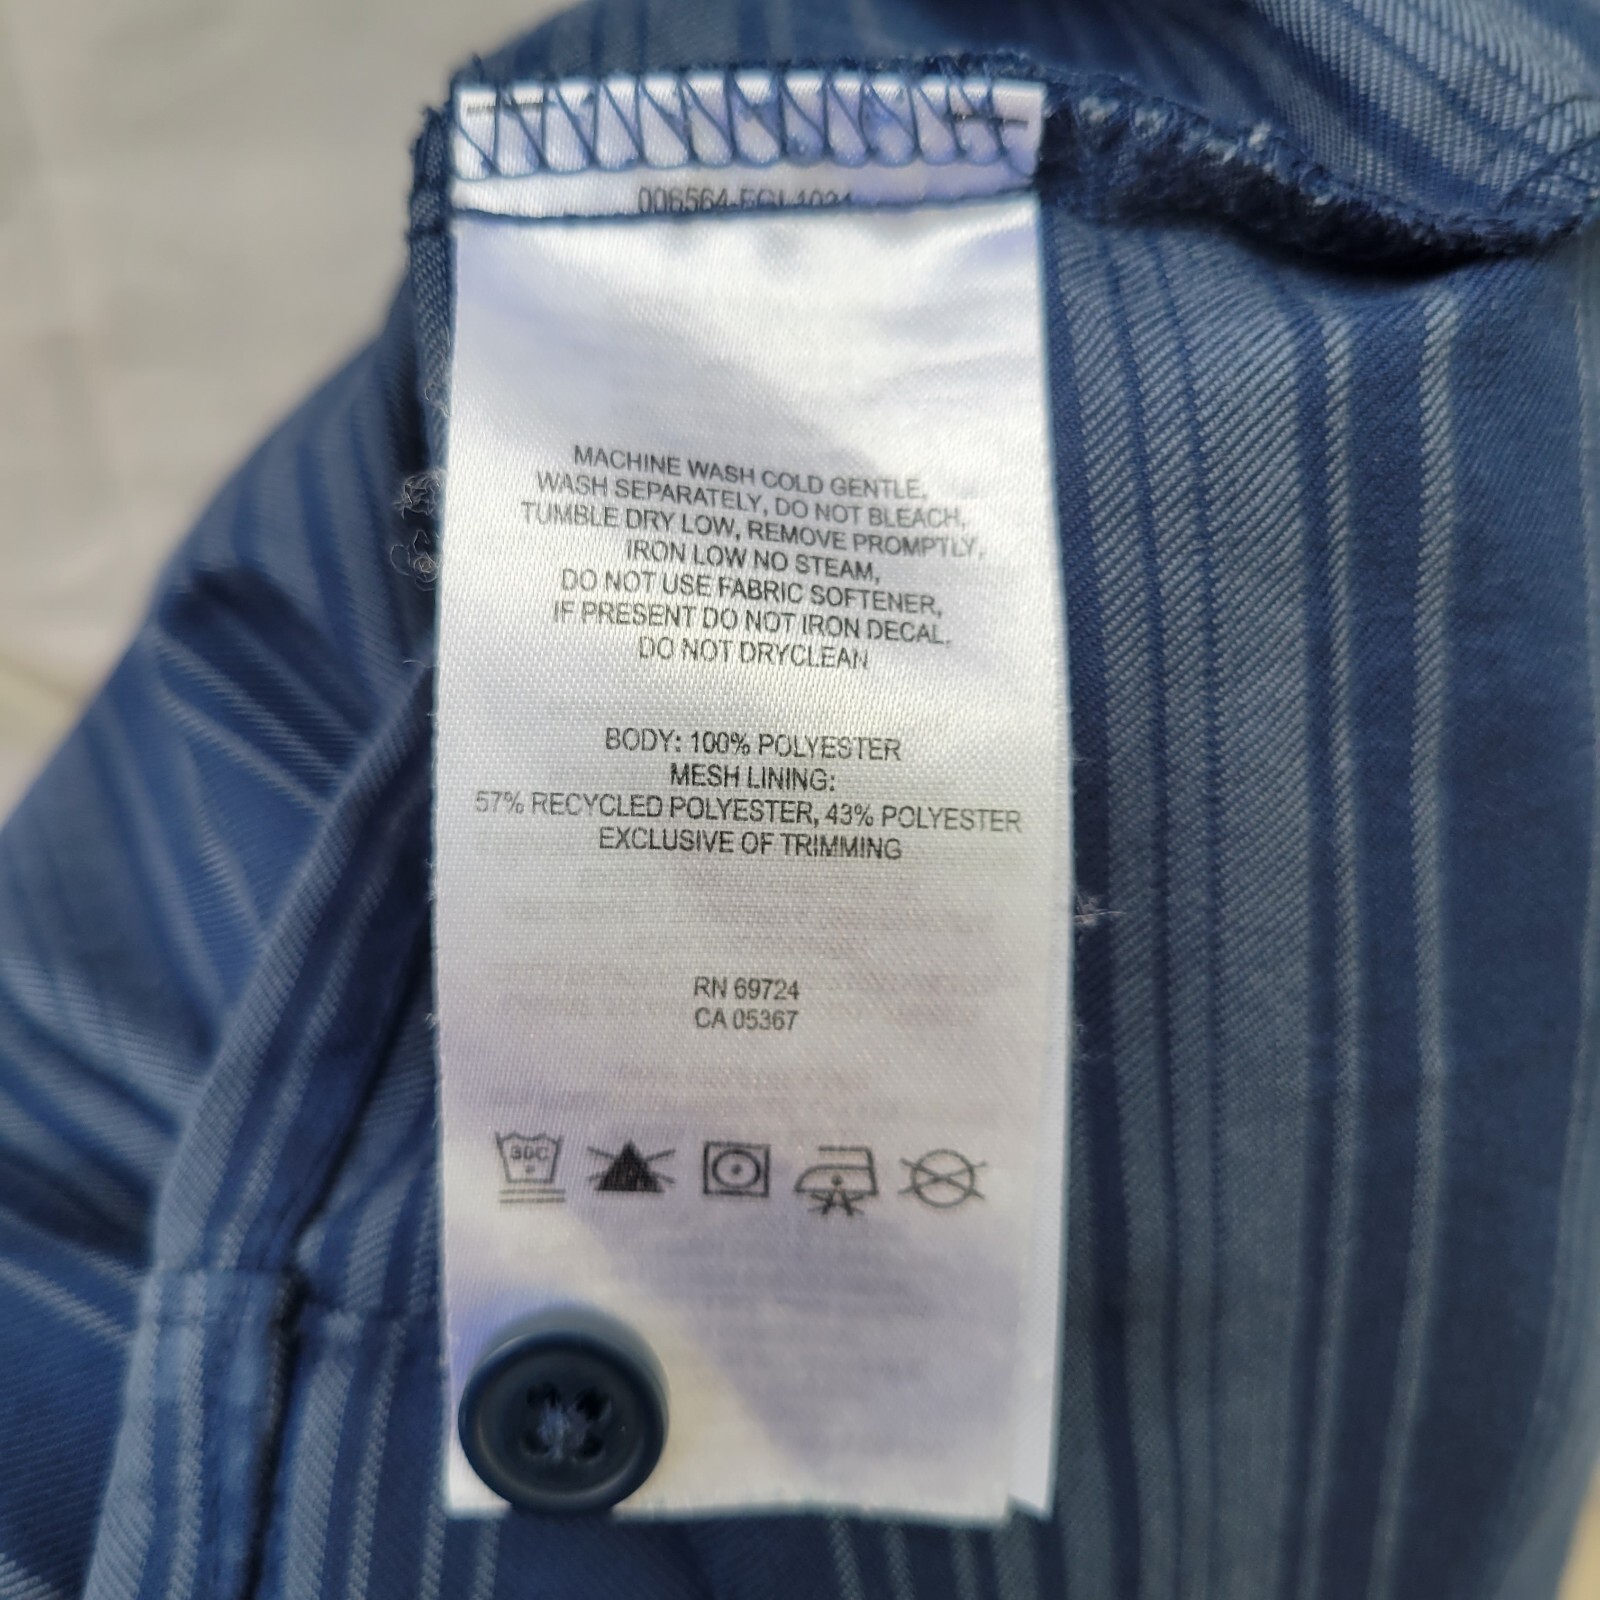 MACHINE WASH COLD GENTLE,
WASH SEPARATELY, DO NOT BLEACH,
TUMBLE DRY LOW, REMOVE PROMPTLY,
IRON LOW NO STEAM,
DO NOT USE FABRIC SOFTENER,
IF PRESENT DO NOT IRON DECAL.
DO NOT DRYCLEAN
BODY: 100% POLYESTER
MESH LINING:
57% RECYCLED POLYESTER, 43% POLYESTER
EXCLUSIVE OF TRIMMING
RN 69724
CA 05367
30C